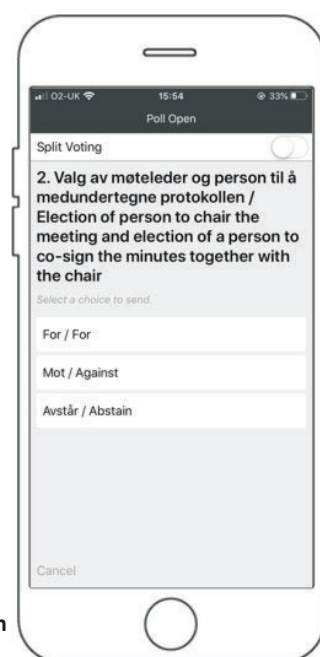 O2-UK 15:54 33%
Poll Open
Split Voting
2. Valg av møteleder og person til å
medundertegne protokollen /
Election of person to chair the
meeting and election of a person to
co-sign the minutes together with
the chair
Select a choice to send.
For / For
Mot / Against
Avstår / Abstain
Cancel